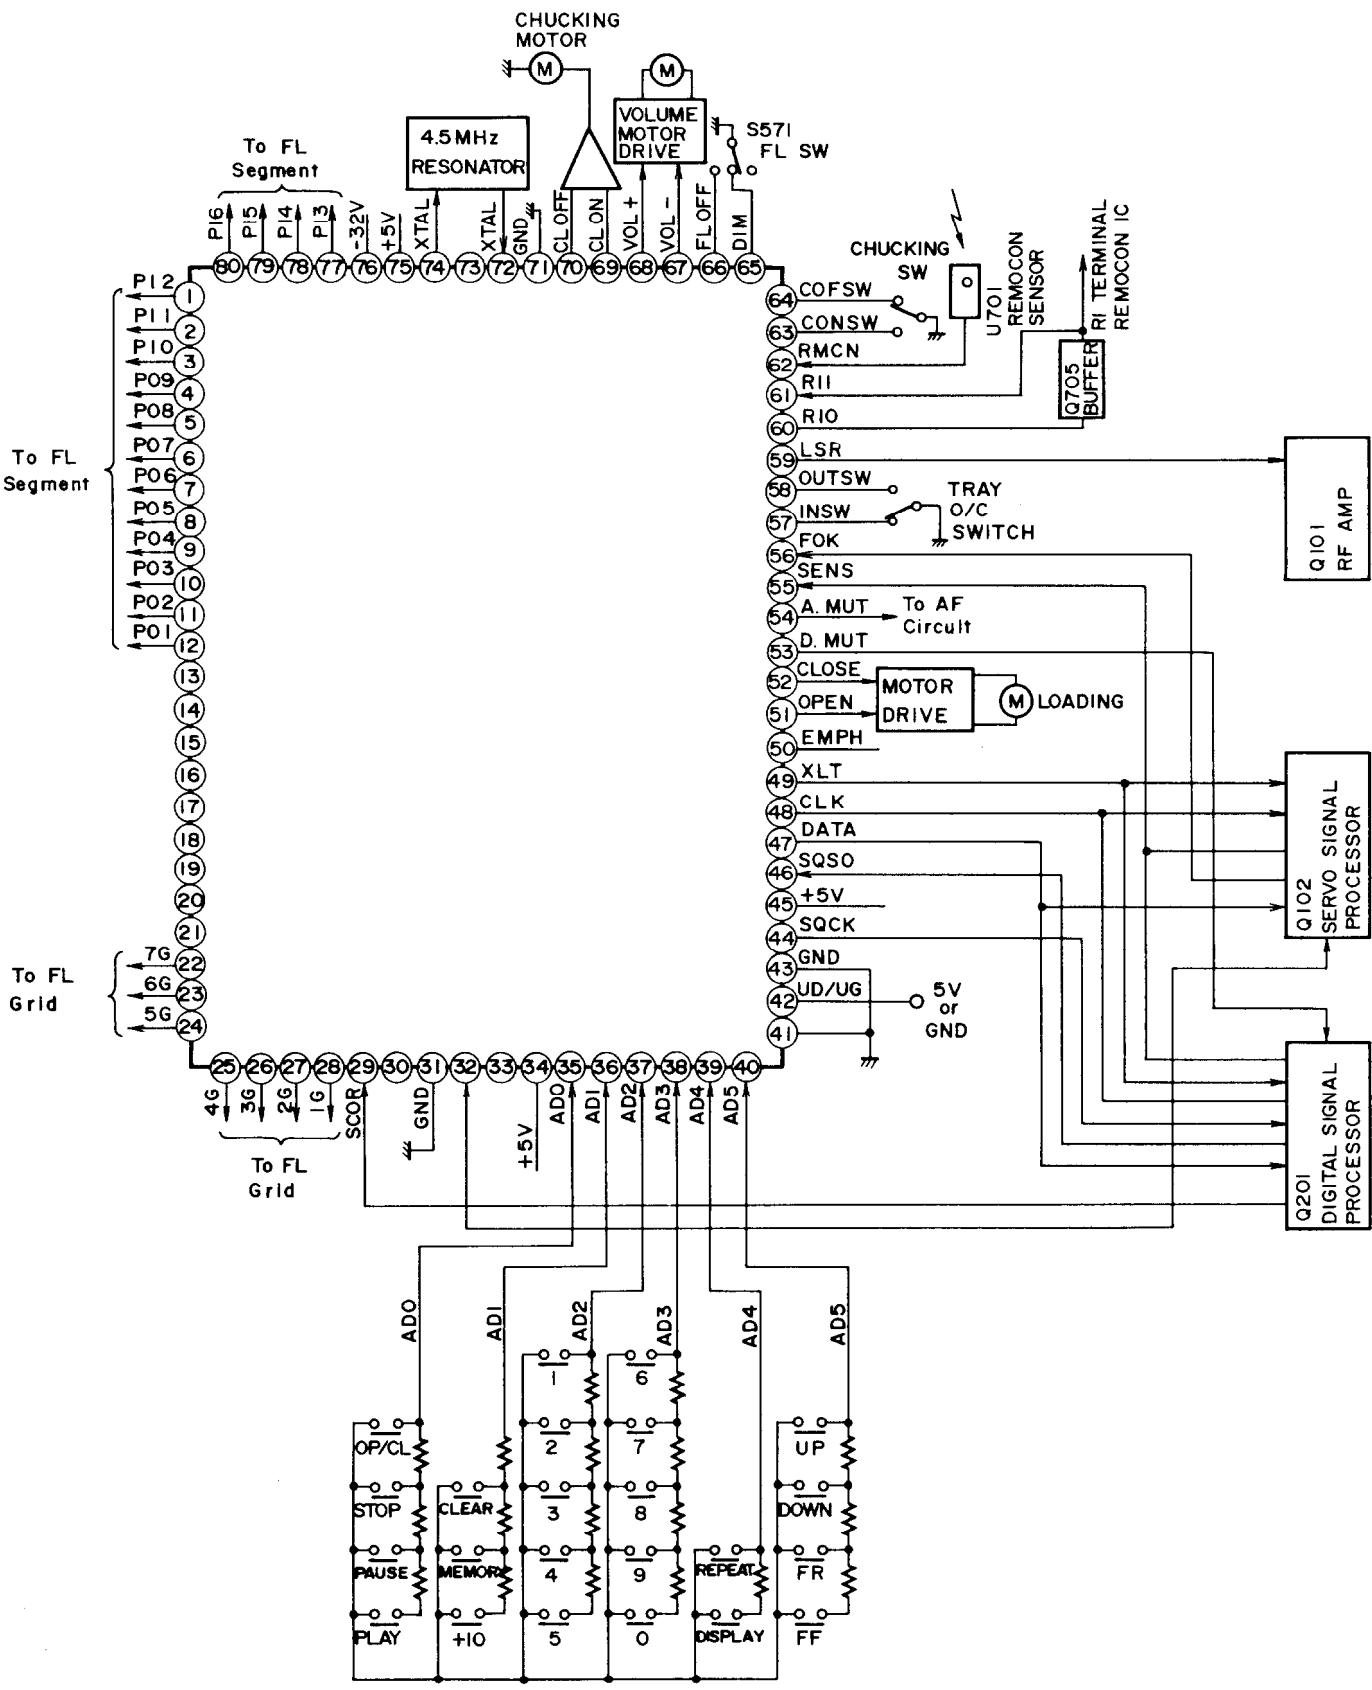 CHUCKING
MOTOR
M
M
VOLUME
MOTOR
DRIVE
S571
FL SW
4.5MHz
RESONATOR
To FL
Segment
P16
P15
P14
P13
-32V
+5V
XTAL
XTAL
GND
CLOFF
CLON
VOL+
VOL-
FLOFF
DIM
80
79
78
77
76
75
74
73
72
71
70
69
68
67
66
65
P12
1
P11
2
P10
3
P09
4
P08
5
P07
6
P06
7
P05
8
P04
9
P03
10
P02
11
P01
12
13
14
15
16
17
18
19
20
21
7G
22
6G
23
5G
24
To FL
Segment
To FL
Grid
64
COFSW
63
CONSW
62
RMCN
61
RI1
60
RIO
59
LSR
58
OUTSW
57
INSW
56
FOK
55
SENS
54
A.MUT
53
D.MUT
52
CLOSE
51
OPEN
50
EMPH
49
XLT
48
CLK
47
DATA
46
SQSO
45
+5V
44
SQCK
43
GND
42
UD/UG
41
CHUCKING
SW
U701
REMOCON
SENSOR
RI TERMINAL
REMOCON IC
Q705
BUFFER
TRAY
O/C
SWITCH
To AF
Circuit
MOTOR
DRIVE
M
LOADING
5V
or
GND
Q101
RF AMP
Q102
SERVO SIGNAL
PROCESSOR
Q201
DIGITAL SIGNAL
PROCESSOR
25
26
27
28
29
30
31
32
33
34
35
36
37
38
39
40
4G
3G
2G
1G
SCOR
GND
+5V
AD0
AD1
AD2
AD3
AD4
AD5
To FL
Grid
AD0
AD1
AD2
AD3
AD4
AD5
OP/CL
STOP
PAUSE
PLAY
CLEAR
MEMORY
+10
1
2
3
4
5
6
7
8
9
0
REPEAT
DISPLAY
UP
DOWN
FR
FF